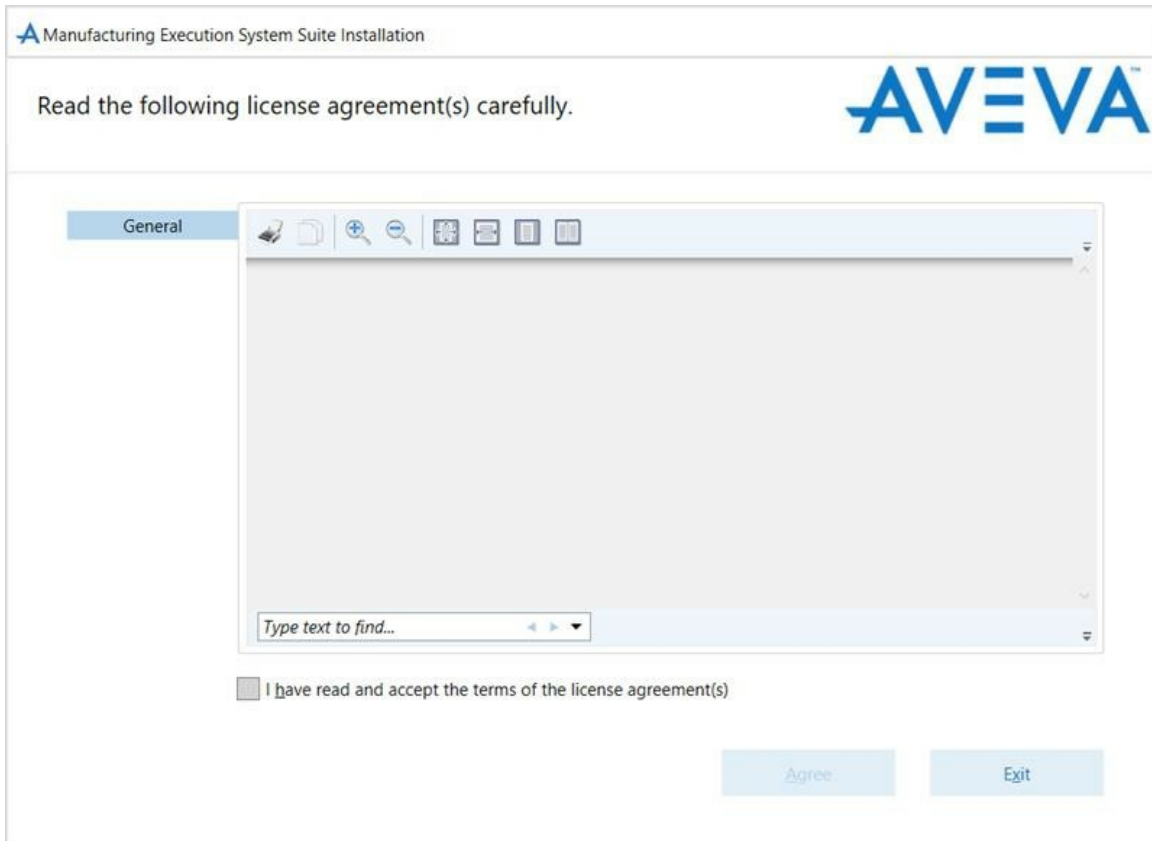 Manufacturing Execution System Suite Installation
Read the following license agreement(s) carefully.
AVEVA™
General
Type text to find...
I have read and accept the terms of the license agreement(s)
Agree
Exit